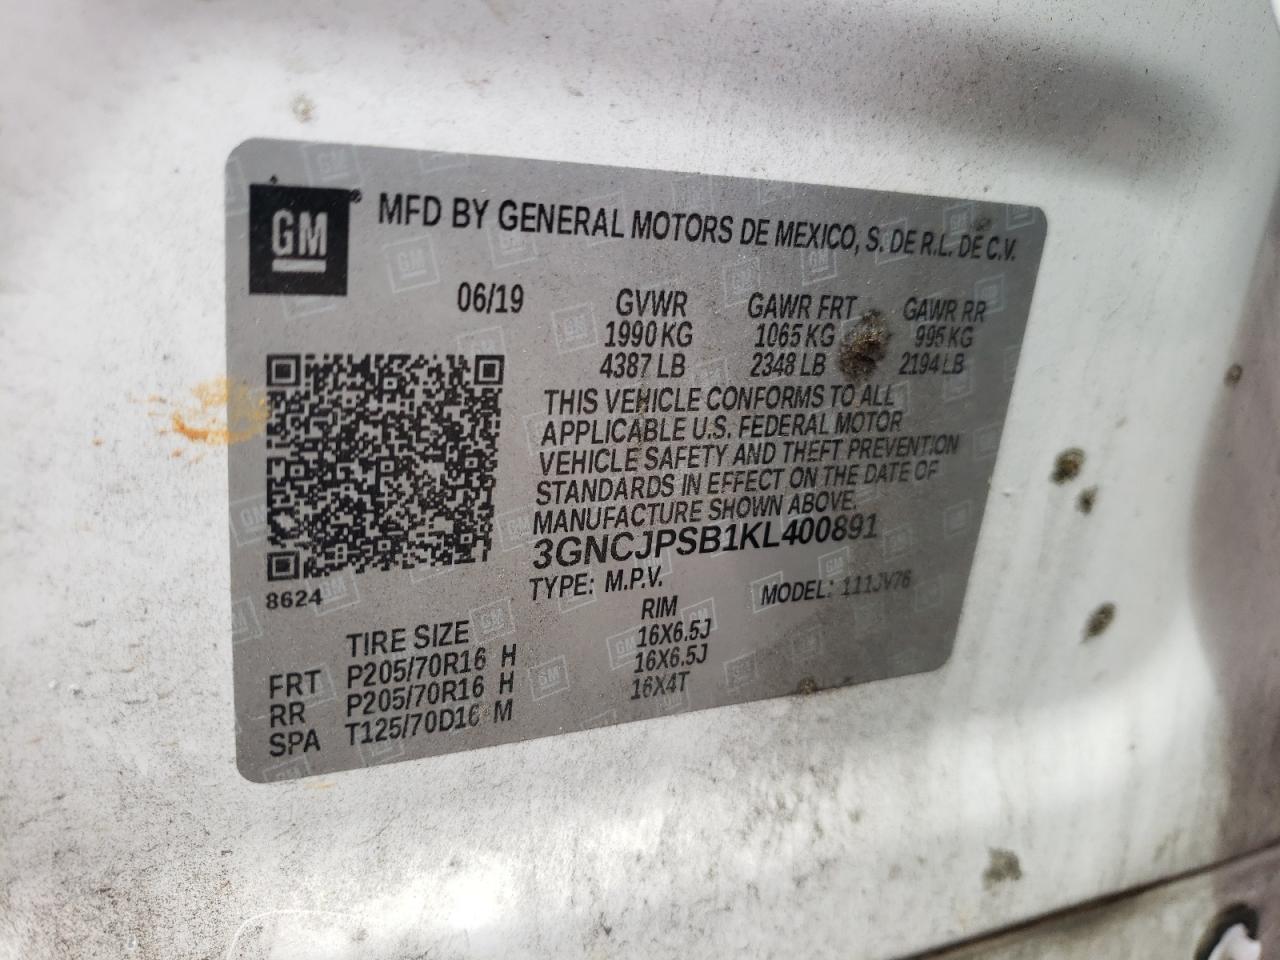 GM
MFD BY GENERAL MOTORS DE MEXICO, S. DE R.L. DE C.V.
06/19 GVWR GAWR FRT GAWR RR
1990 KG 1065 KG 995 KG
4387 LB 2348 LB 2194 LB
THIS VEHICLE CONFORMS TO ALL
APPLICABLE U.S. FEDERAL MOTOR
VEHICLE SAFETY AND THEFT PREVENTION
STANDARDS IN EFFECT ON THE DATE OF
MANUFACTURE SHOWN ABOVE.
3GNCJPSB1KL400891
TYPE: M.P.V. MODEL: 111JV76
8624
TIRE SIZE RIM
FRT P205/70R16 H 16X6.5J
RR P205/70R16 H 16X6.5J
SPA T125/70D16 M 16X4T